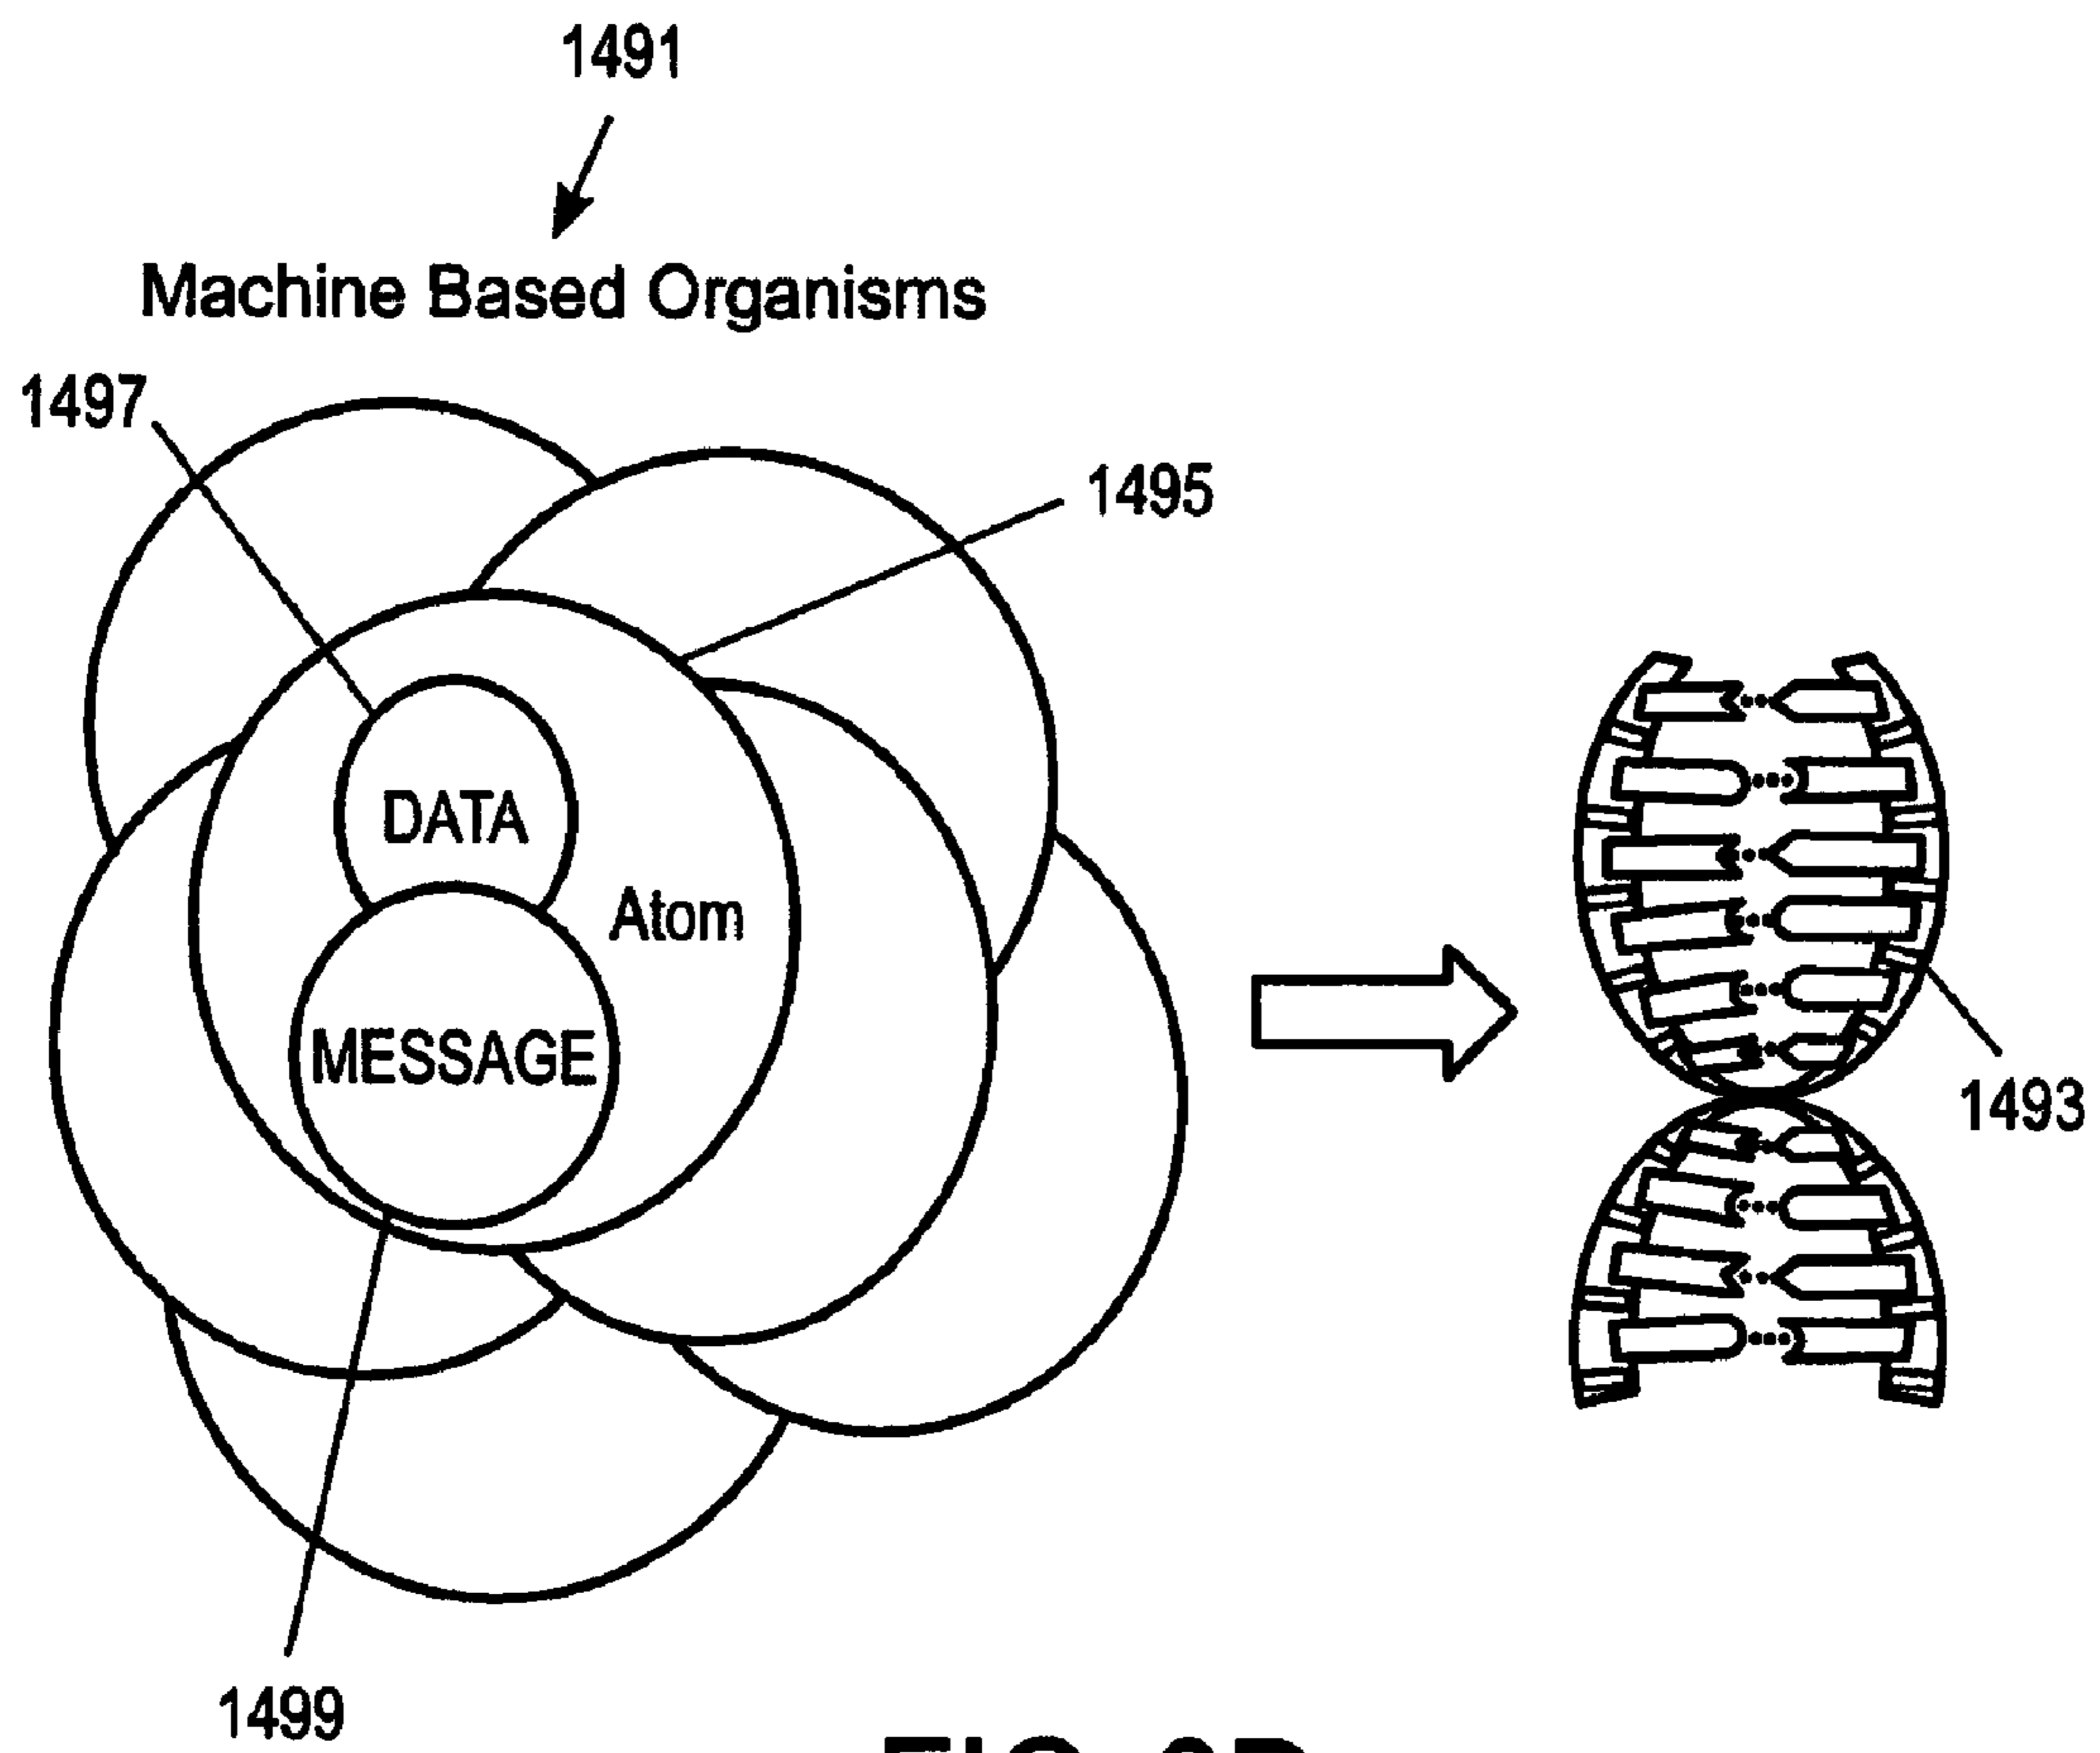 1491
Machine Based Organisms
1497
1495
DATA
Atom
MESSAGE
1493
1499